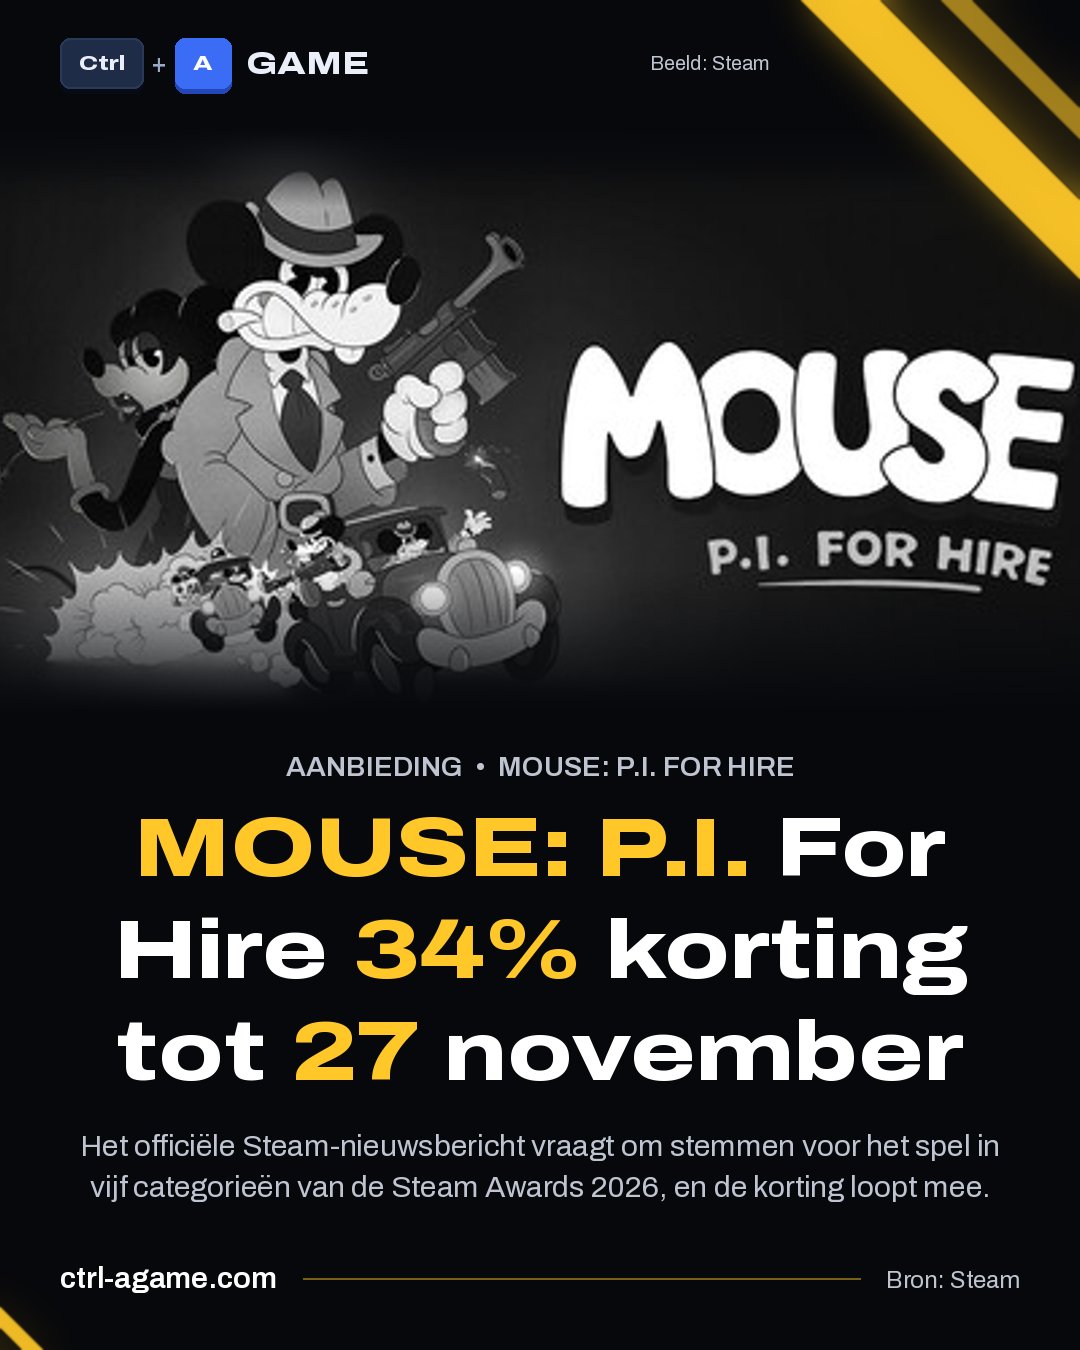 Ctrl + A GAME
Beeld: Steam
MOUSE
P.I. FOR HIRE
AANBIEDING • MOUSE: P.I. FOR HIRE
MOUSE: P.I. For
Hire 34% korting
tot 27 november
Het officiële Steam-nieuwsbericht vraagt om stemmen voor het spel in
vijf categorieën van de Steam Awards 2026, en de korting loopt mee.
ctrl-agame.com
Bron: Steam